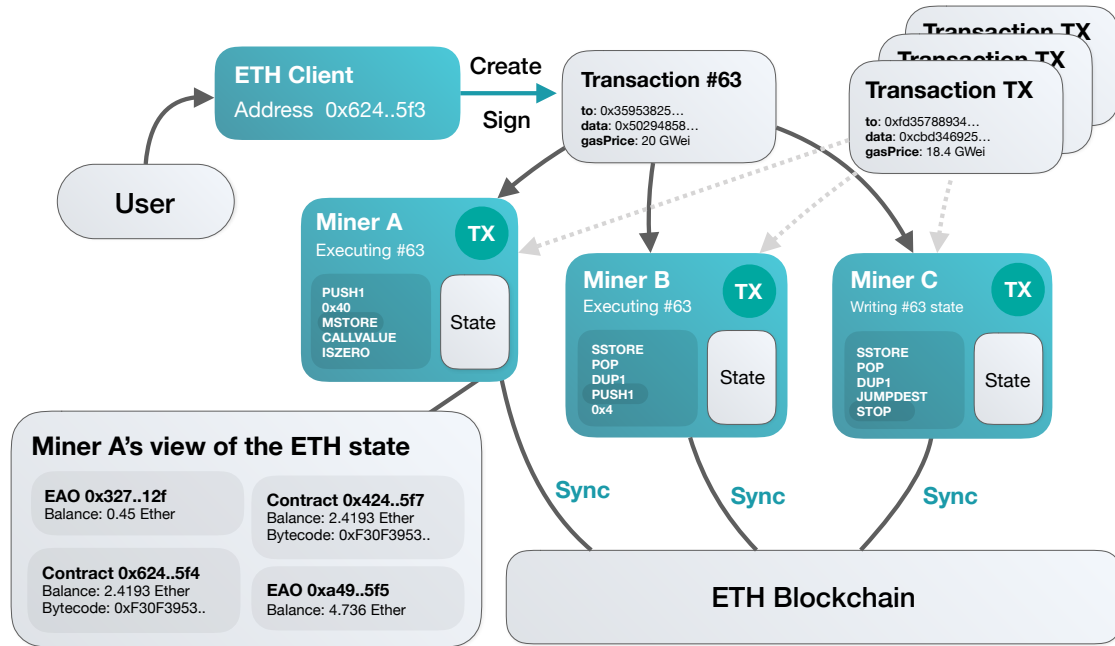 ETH Client
Address 0x624..5f3
Create
Sign
User
Transaction #63
to: 0x35953825...
data: 0x50294858...
gasPrice: 20 GWei
Transaction TX
Transaction TX
Transaction TX
to: 0xfd35788934...
data: 0xcbd346925...
gasPrice: 18.4 GWei
Miner A
Executing #63
TX
PUSH1
0x40
MSTORE
CALLVALUE
ISZERO
State
Miner B
Executing #63
TX
SSTORE
POP
DUP1
PUSH1
0x4
State
Miner C
Writing #63 state
TX
SSTORE
POP
DUP1
JUMPDEST
STOP
State
Miner A's view of the ETH state
EAO 0x327..12f
Balance: 0.45 Ether
Contract 0x424..5f7
Balance: 2.4193 Ether
Bytecode: 0xF30F3953..
Contract 0x624..5f4
Balance: 2.4193 Ether
Bytecode: 0xF30F3953..
EAO 0xa49..5f5
Balance: 4.736 Ether
Sync
Sync
Sync
ETH Blockchain